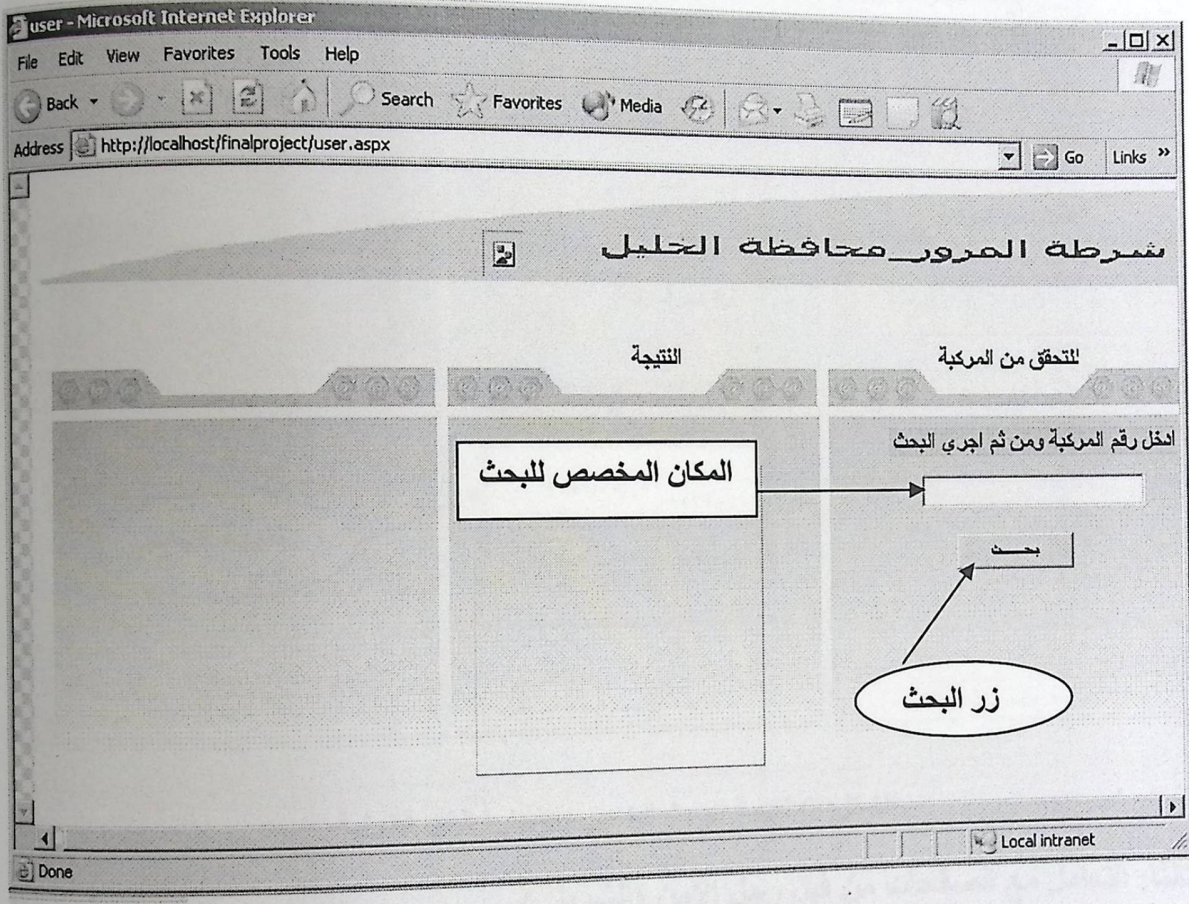 user - Microsoft Internet Explorer
File Edit View Favorites Tools Help
Back Search Favorites Media
Address http://localhost/finalproject/user.aspx Go Links »
شرطة المرور_محافظة الخليل
للتحقق من المركبة
النتيجة
ادخل رقم المركبة ومن ثم اجري البحث
المكان المخصص للبحث
بحث
زر البحث
Done
Local intranet